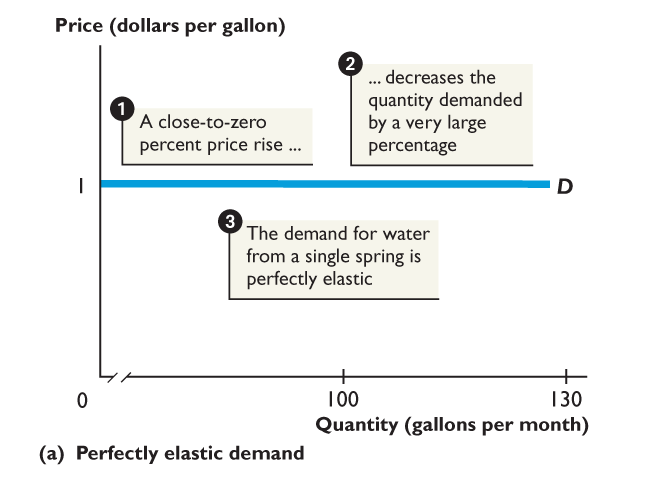 Price (dollars per gallon)
1
A close-to-zero
percent price rise ...
2
... decreases the
quantity demanded
by a very large
percentage
1
D
3
The demand for water
from a single spring is
perfectly elastic
0
100
130
Quantity (gallons per month)
(a) Perfectly elastic demand